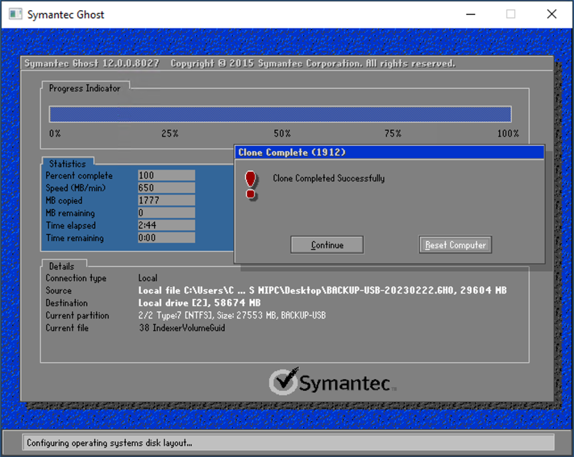 Symantec Ghost
Symantec Ghost 12.0.0.8027   Copyright © 2015 Symantec Corporation. All rights reserved.
Progress Indicator
0% 25% 50% 75% 100%
Clone Complete (1912)
Clone Completed Successfully
Continue Reset Computer
Statistics
Percent complete 100
Speed (MB/min) 650
MB copied 1777
MB remaining 0
Time elapsed 2:44
Time remaining 0:00
Details
Connection type Local
Source Local file C:\Users\C ... S MIPC\Desktop\BACKUP-USB-20230222.GHO, 29604 MB
Destination Local drive [2], 58674 MB
Current partition 2/2 Type:7 [NTFS], Size: 27553 MB, BACKUP-USB
Current file 38 IndexerVolumeGuid
Symantec™
Configuring operating systems disk layout...